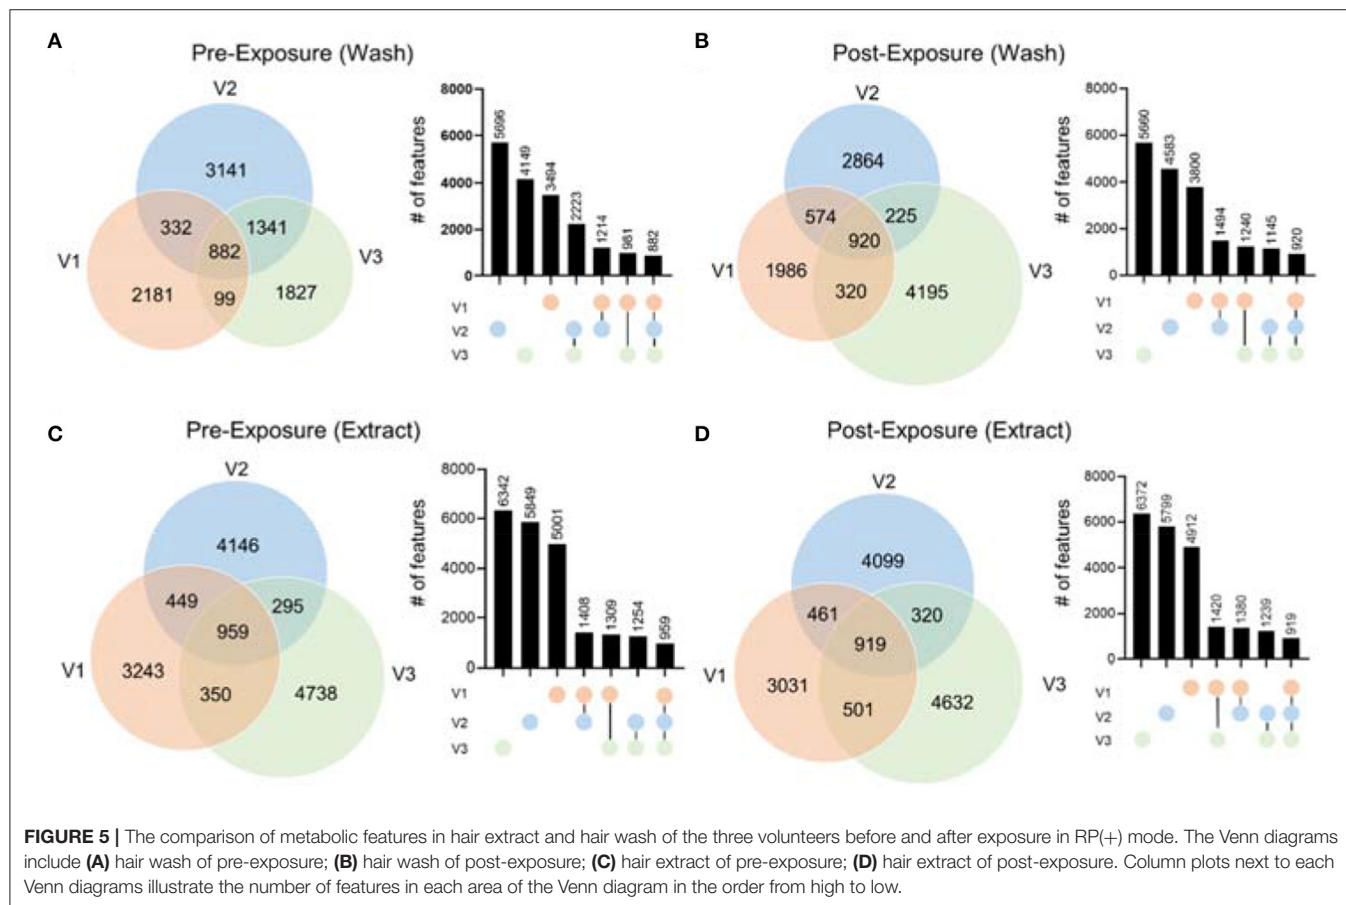 A
Pre-Exposure (Wash)
V2
3141
332
1341
882
V1
V3
2181
99
1827
# of features
8000
6000
4000
2000
0
5696
4149
3494
2223
1214
981
882
V1
V2
V3
B
Post-Exposure (Wash)
V2
2864
574
225
920
V1
V3
1986
320
4195
# of features
8000
6000
4000
2000
0
5660
4583
3800
1494
1240
1145
920
V1
V2
V3
C
Pre-Exposure (Extract)
V2
4146
449
295
959
V1
V3
3243
350
4738
# of features
8000
6000
4000
2000
0
6342
5849
5001
1408
1309
1254
959
V1
V2
V3
D
Post-Exposure (Extract)
V2
4099
461
320
919
V1
V3
3031
501
4632
# of features
8000
6000
4000
2000
0
6372
5799
4912
1420
1380
1239
919
V1
V2
V3
FIGURE 5 | The comparison of metabolic features in hair extract and hair wash of the three volunteers before and after exposure in RP(+) mode. The Venn diagrams
include (A) hair wash of pre-exposure; (B) hair wash of post-exposure; (C) hair extract of pre-exposure; (D) hair extract of post-exposure. Column plots next to each
Venn diagrams illustrate the number of features in each area of the Venn diagram in the order from high to low.